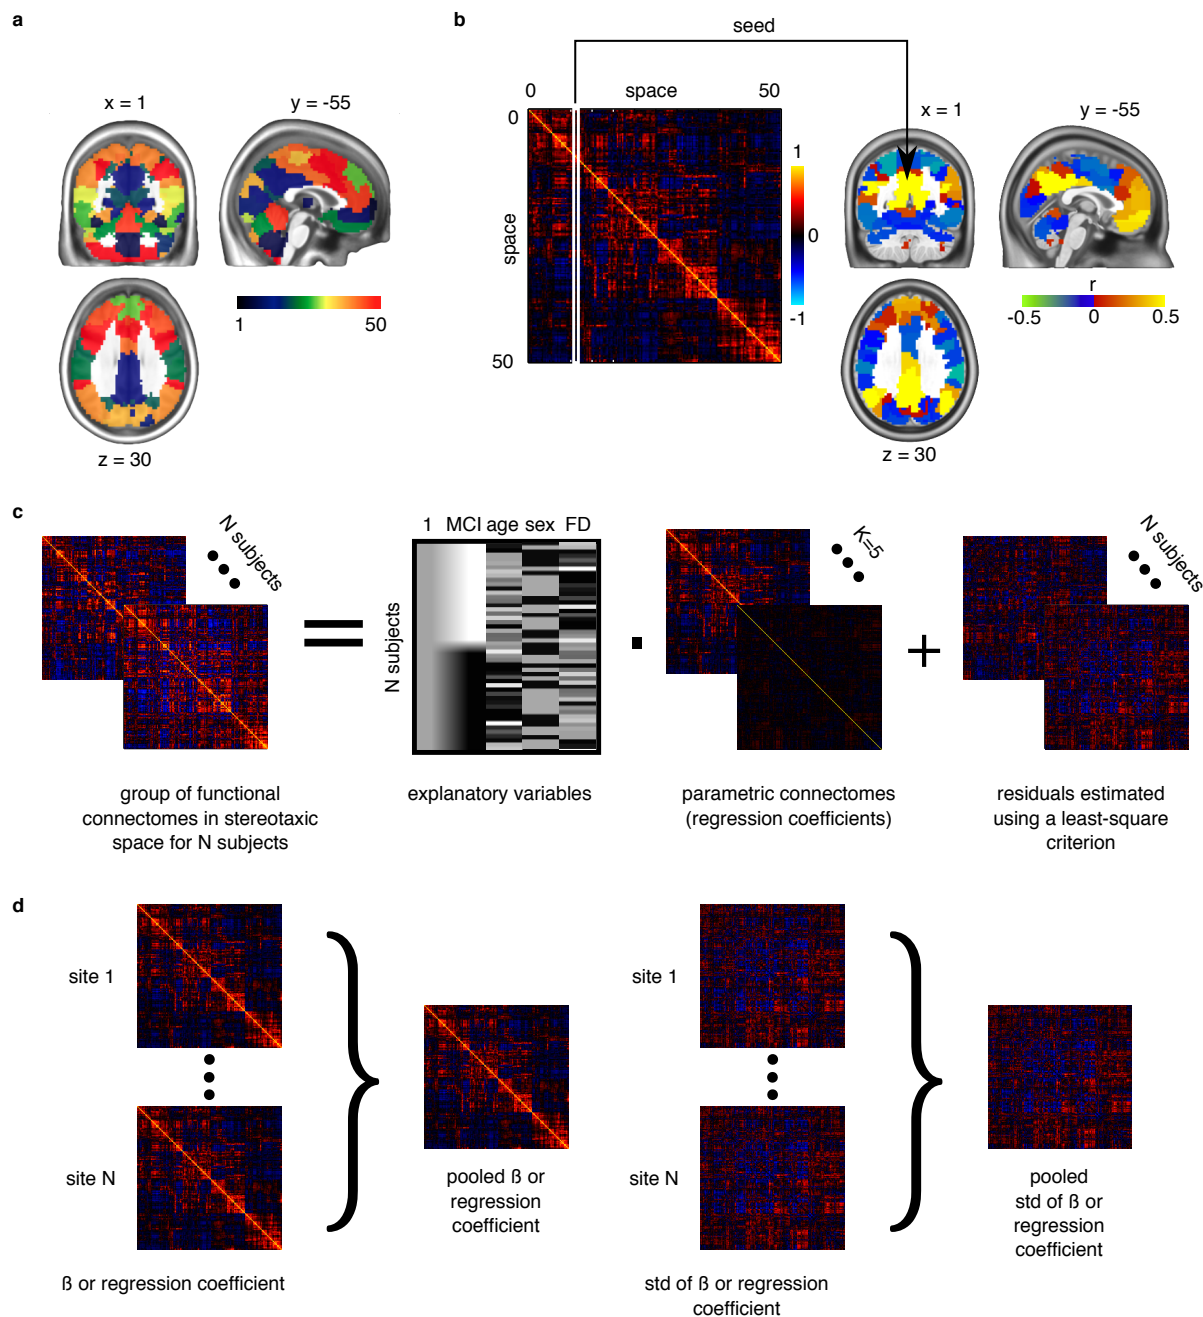 a
x = 1
y = -55
1
50
z = 30
b
seed
0
space
50
0
space
50
1
0
-1
x = 1
y = -55
r
-0.5
0
0.5
z = 30
c
N subjects
1 MCI age sex FD
N subjects
K=5
N subjects
group of functional
connectomes in stereotaxic
space for N subjects
explanatory variables
parametric connectomes
(regression coefficients)
residuals estimated
using a least-square
criterion
d
site 1
site N
ß or regression coefficient
pooled ß or
regression
coefficient
site 1
site N
std of ß or regression
coefficient
pooled
std of ß or
regression
coefficient